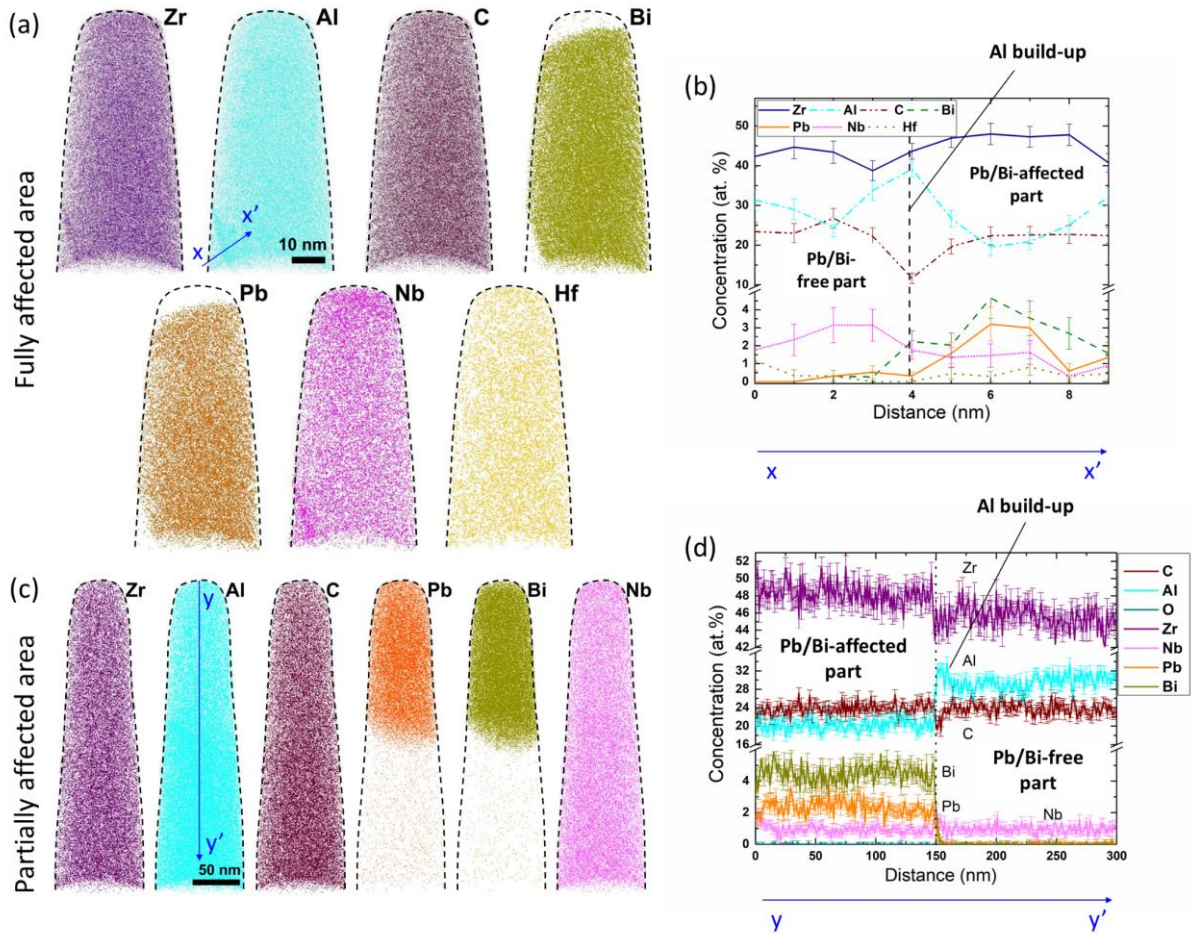 (a)
Zr Al C Bi
x x'
10 nm
Pb Nb Hf
Fully affected area
Al build-up
(b)
Zr Al C Bi
Pb Nb Hf
50
40
30
20
10
4
3
2
1
0
Concentration (at. %)
Pb/Bi-affected
part
Pb/Bi-
free part
0 2 4 6 8
Distance (nm)
x x'
(c)
Zr Al C Pb Bi Nb
y
y'
50 nm
Partially affected area
Al build-up
(d)
52
50
48
46
44
42
32
28
24
20
16
4
2
0
Concentration (at.%)
Zr
Pb/Bi-affected
part
Al
C
Bi
Pb/Bi-free
part
Pb
Nb
0 50 100 150 200 250 300
Distance (nm)
y y'
C
Al
O
Zr
Nb
Pb
Bi